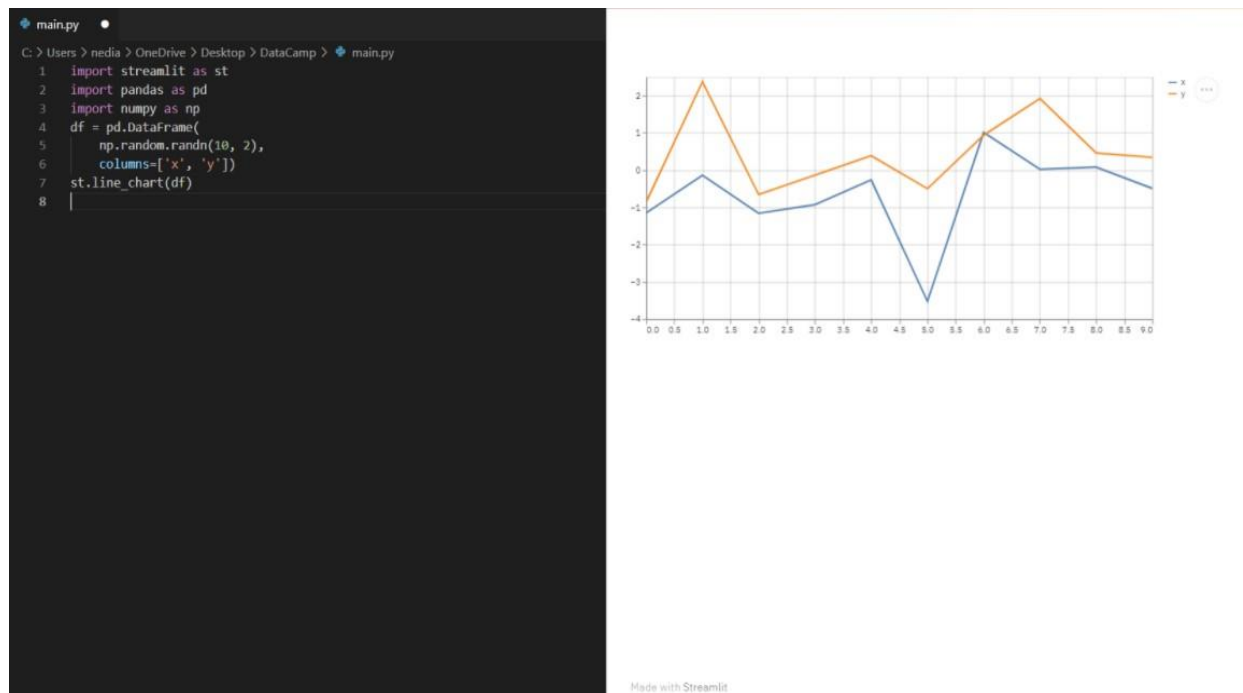 main.py
C: > Users > nedia > OneDrive > Desktop > DataCamp > main.py
1 import streamlit as st
2 import pandas as pd
3 import numpy as np
4 df = pd.DataFrame(
5 np.random.randn(10, 2),
6 columns=['x', 'y'])
7 st.line_chart(df)
8
x
y
2
1
0
−1
−2
−3
−4
0.0 0.5 1.0 1.5 2.0 2.5 3.0 3.5 4.0 4.5 5.0 5.5 6.0 6.5 7.0 7.5 8.0 8.5 9.0
Made with Streamlit